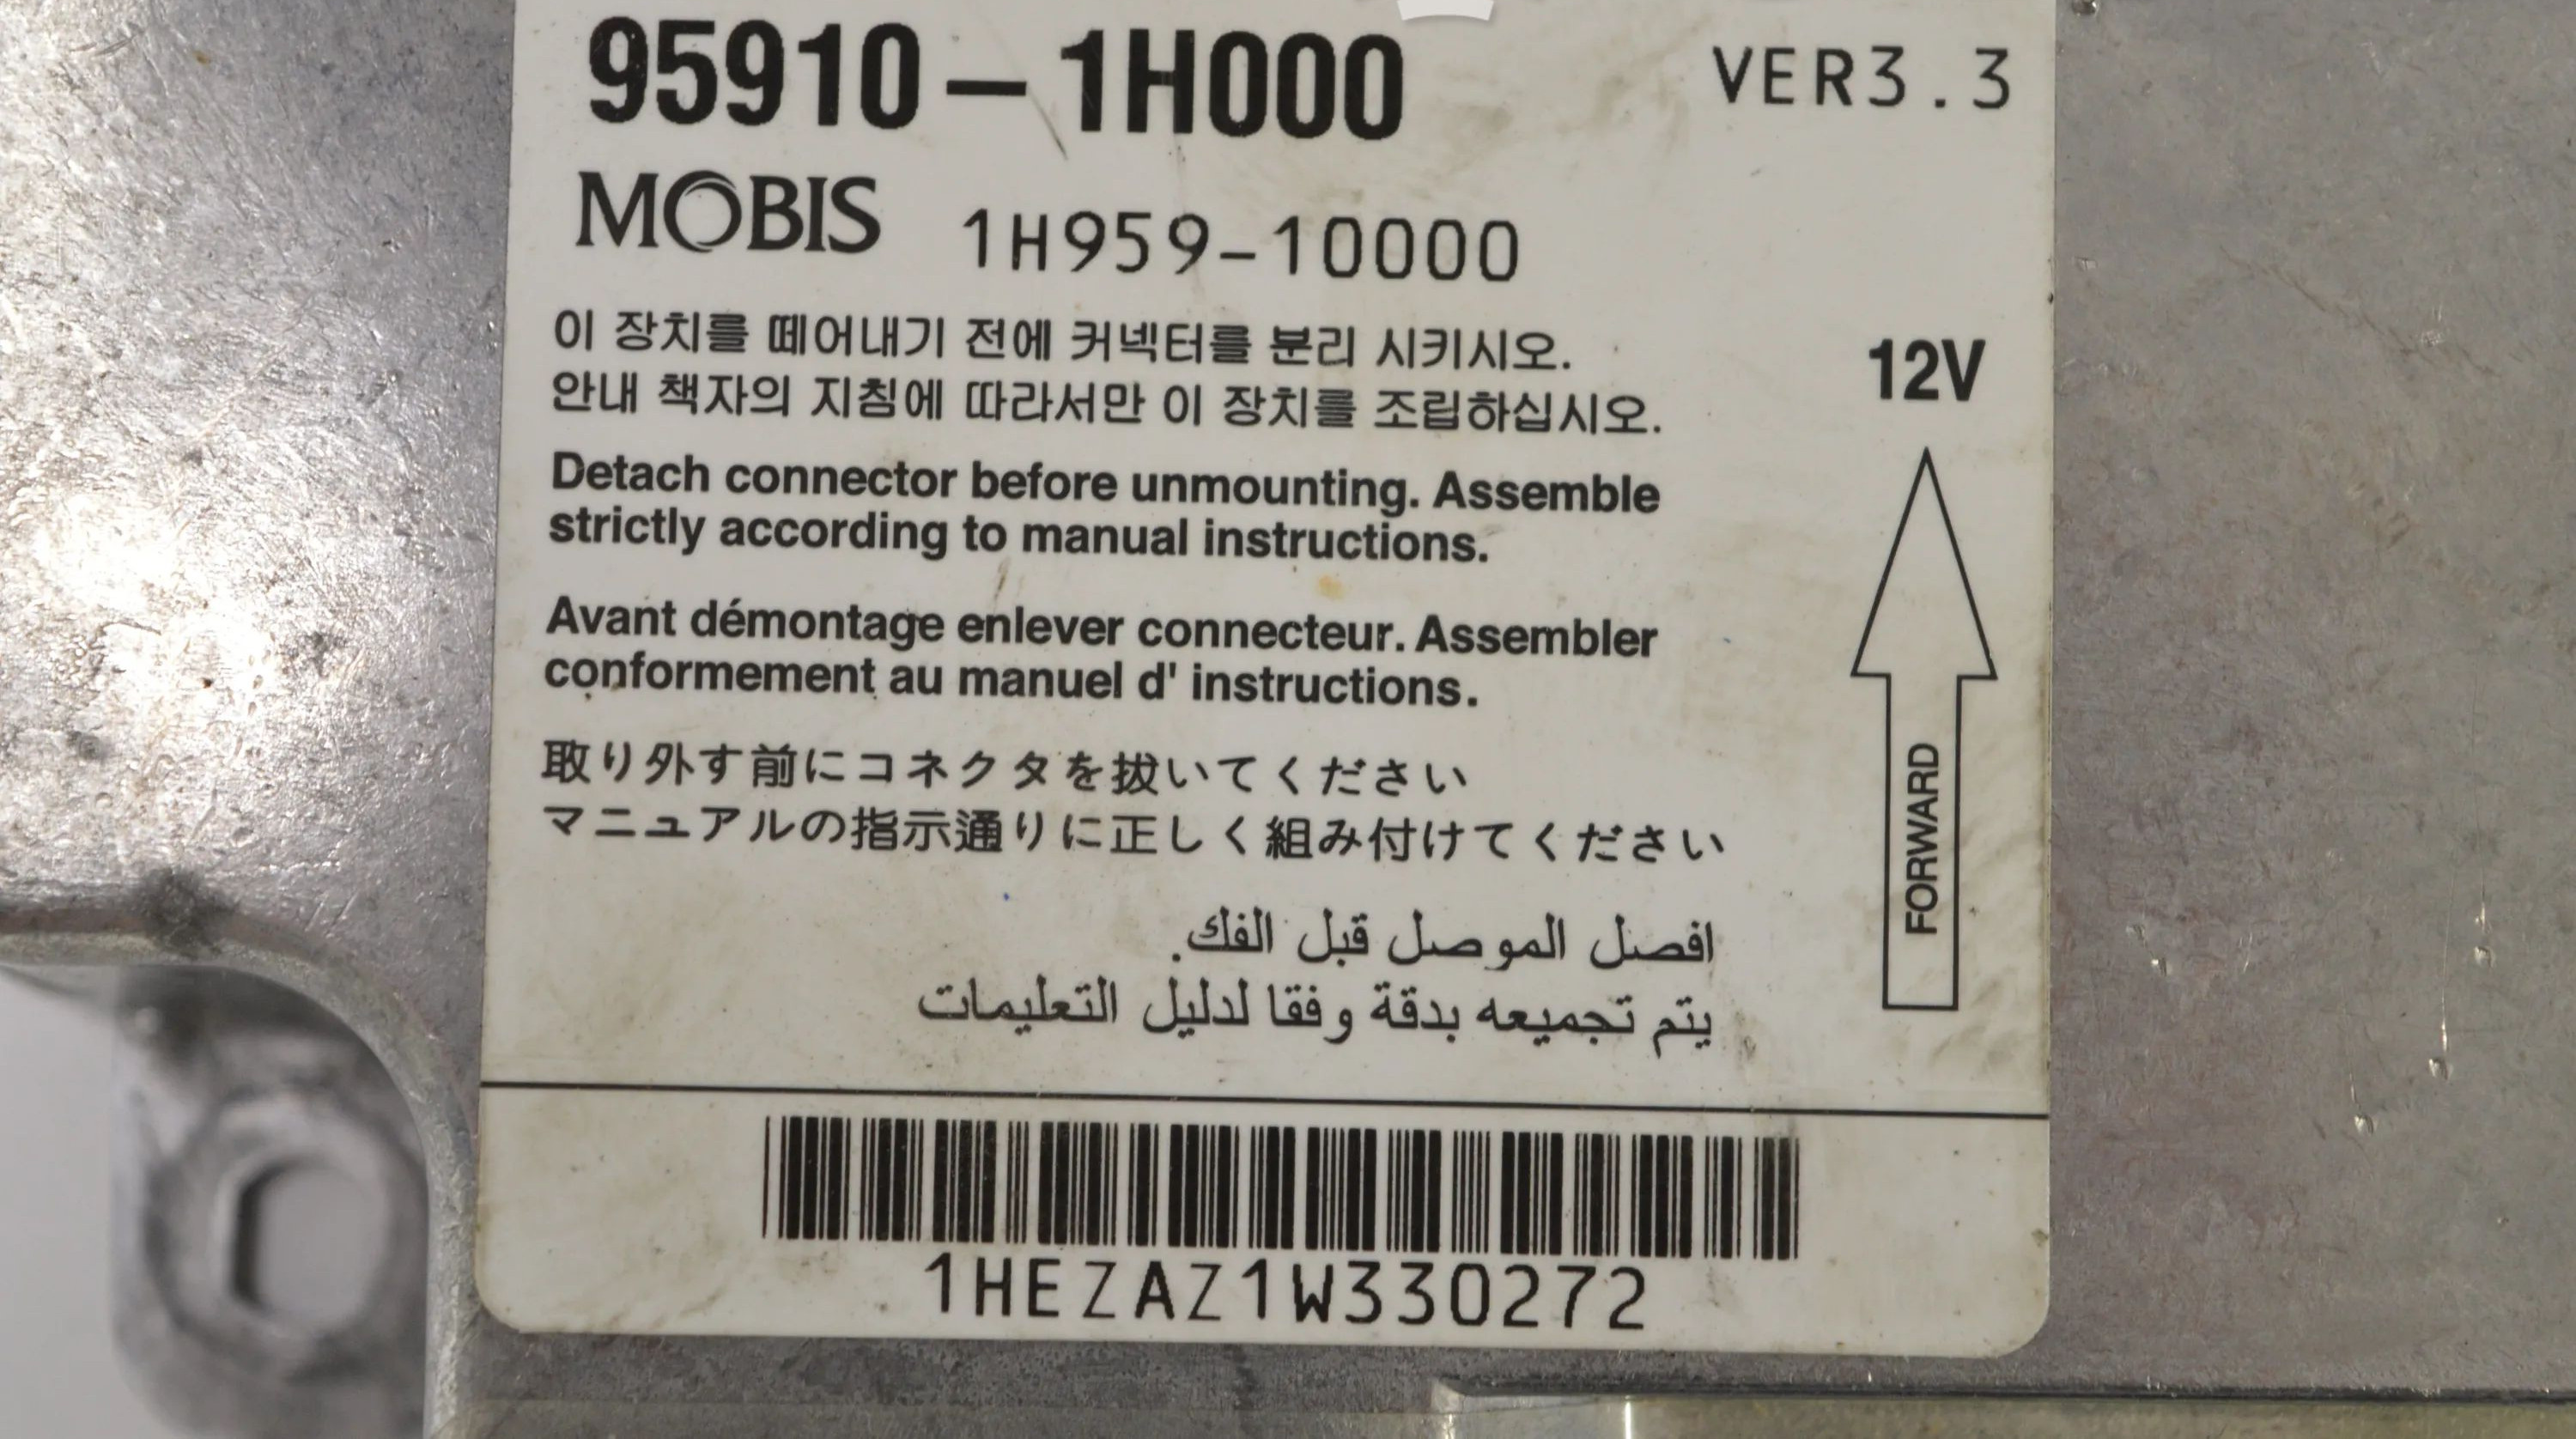 95910-1H000
VER3.3
MOBIS 1H959-10000
이 장치를 떼어내기 전에 커넥터를 분리 시키시오.
안내 책자의 지침에 따라서만 이 장치를 조립하십시오.
12V
Detach connector before unmounting. Assemble
strictly according to manual instructions.
Avant démontage enlever connecteur. Assembler
conformement au manuel d' instructions.
取り外す前にコネクタを抜いてください
マニュアルの指示通りに正しく組み付けてください
FORWARD
افصل الموصل قبل الفك.
يتم تجميعه بدقة وفقا لدليل التعليمات
1HEZAZ1W330272